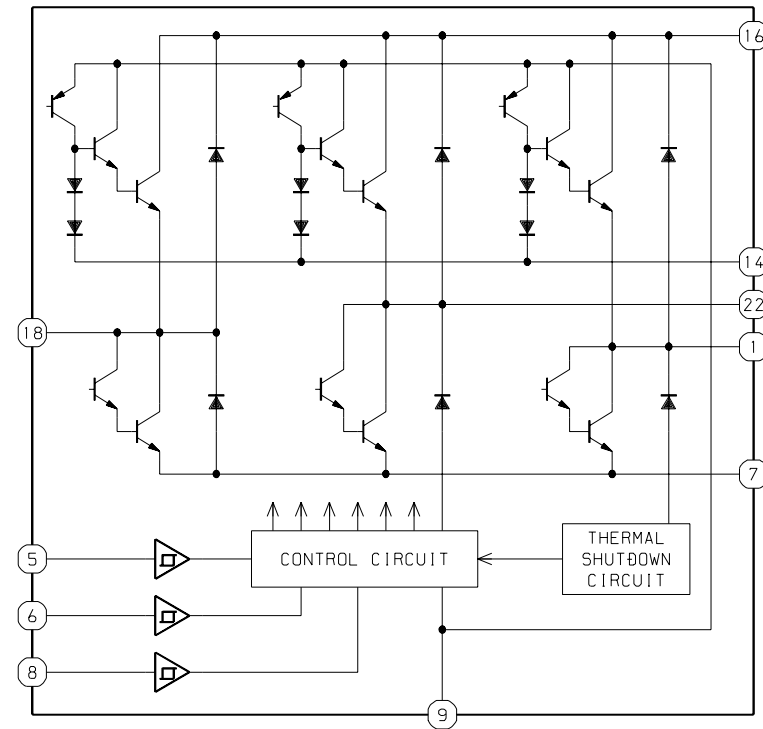 16
14
22
18
1
7
THERMAL
SHUTDOWN
CIRCUIT
CONTROL CIRCUIT
5
6
8
9